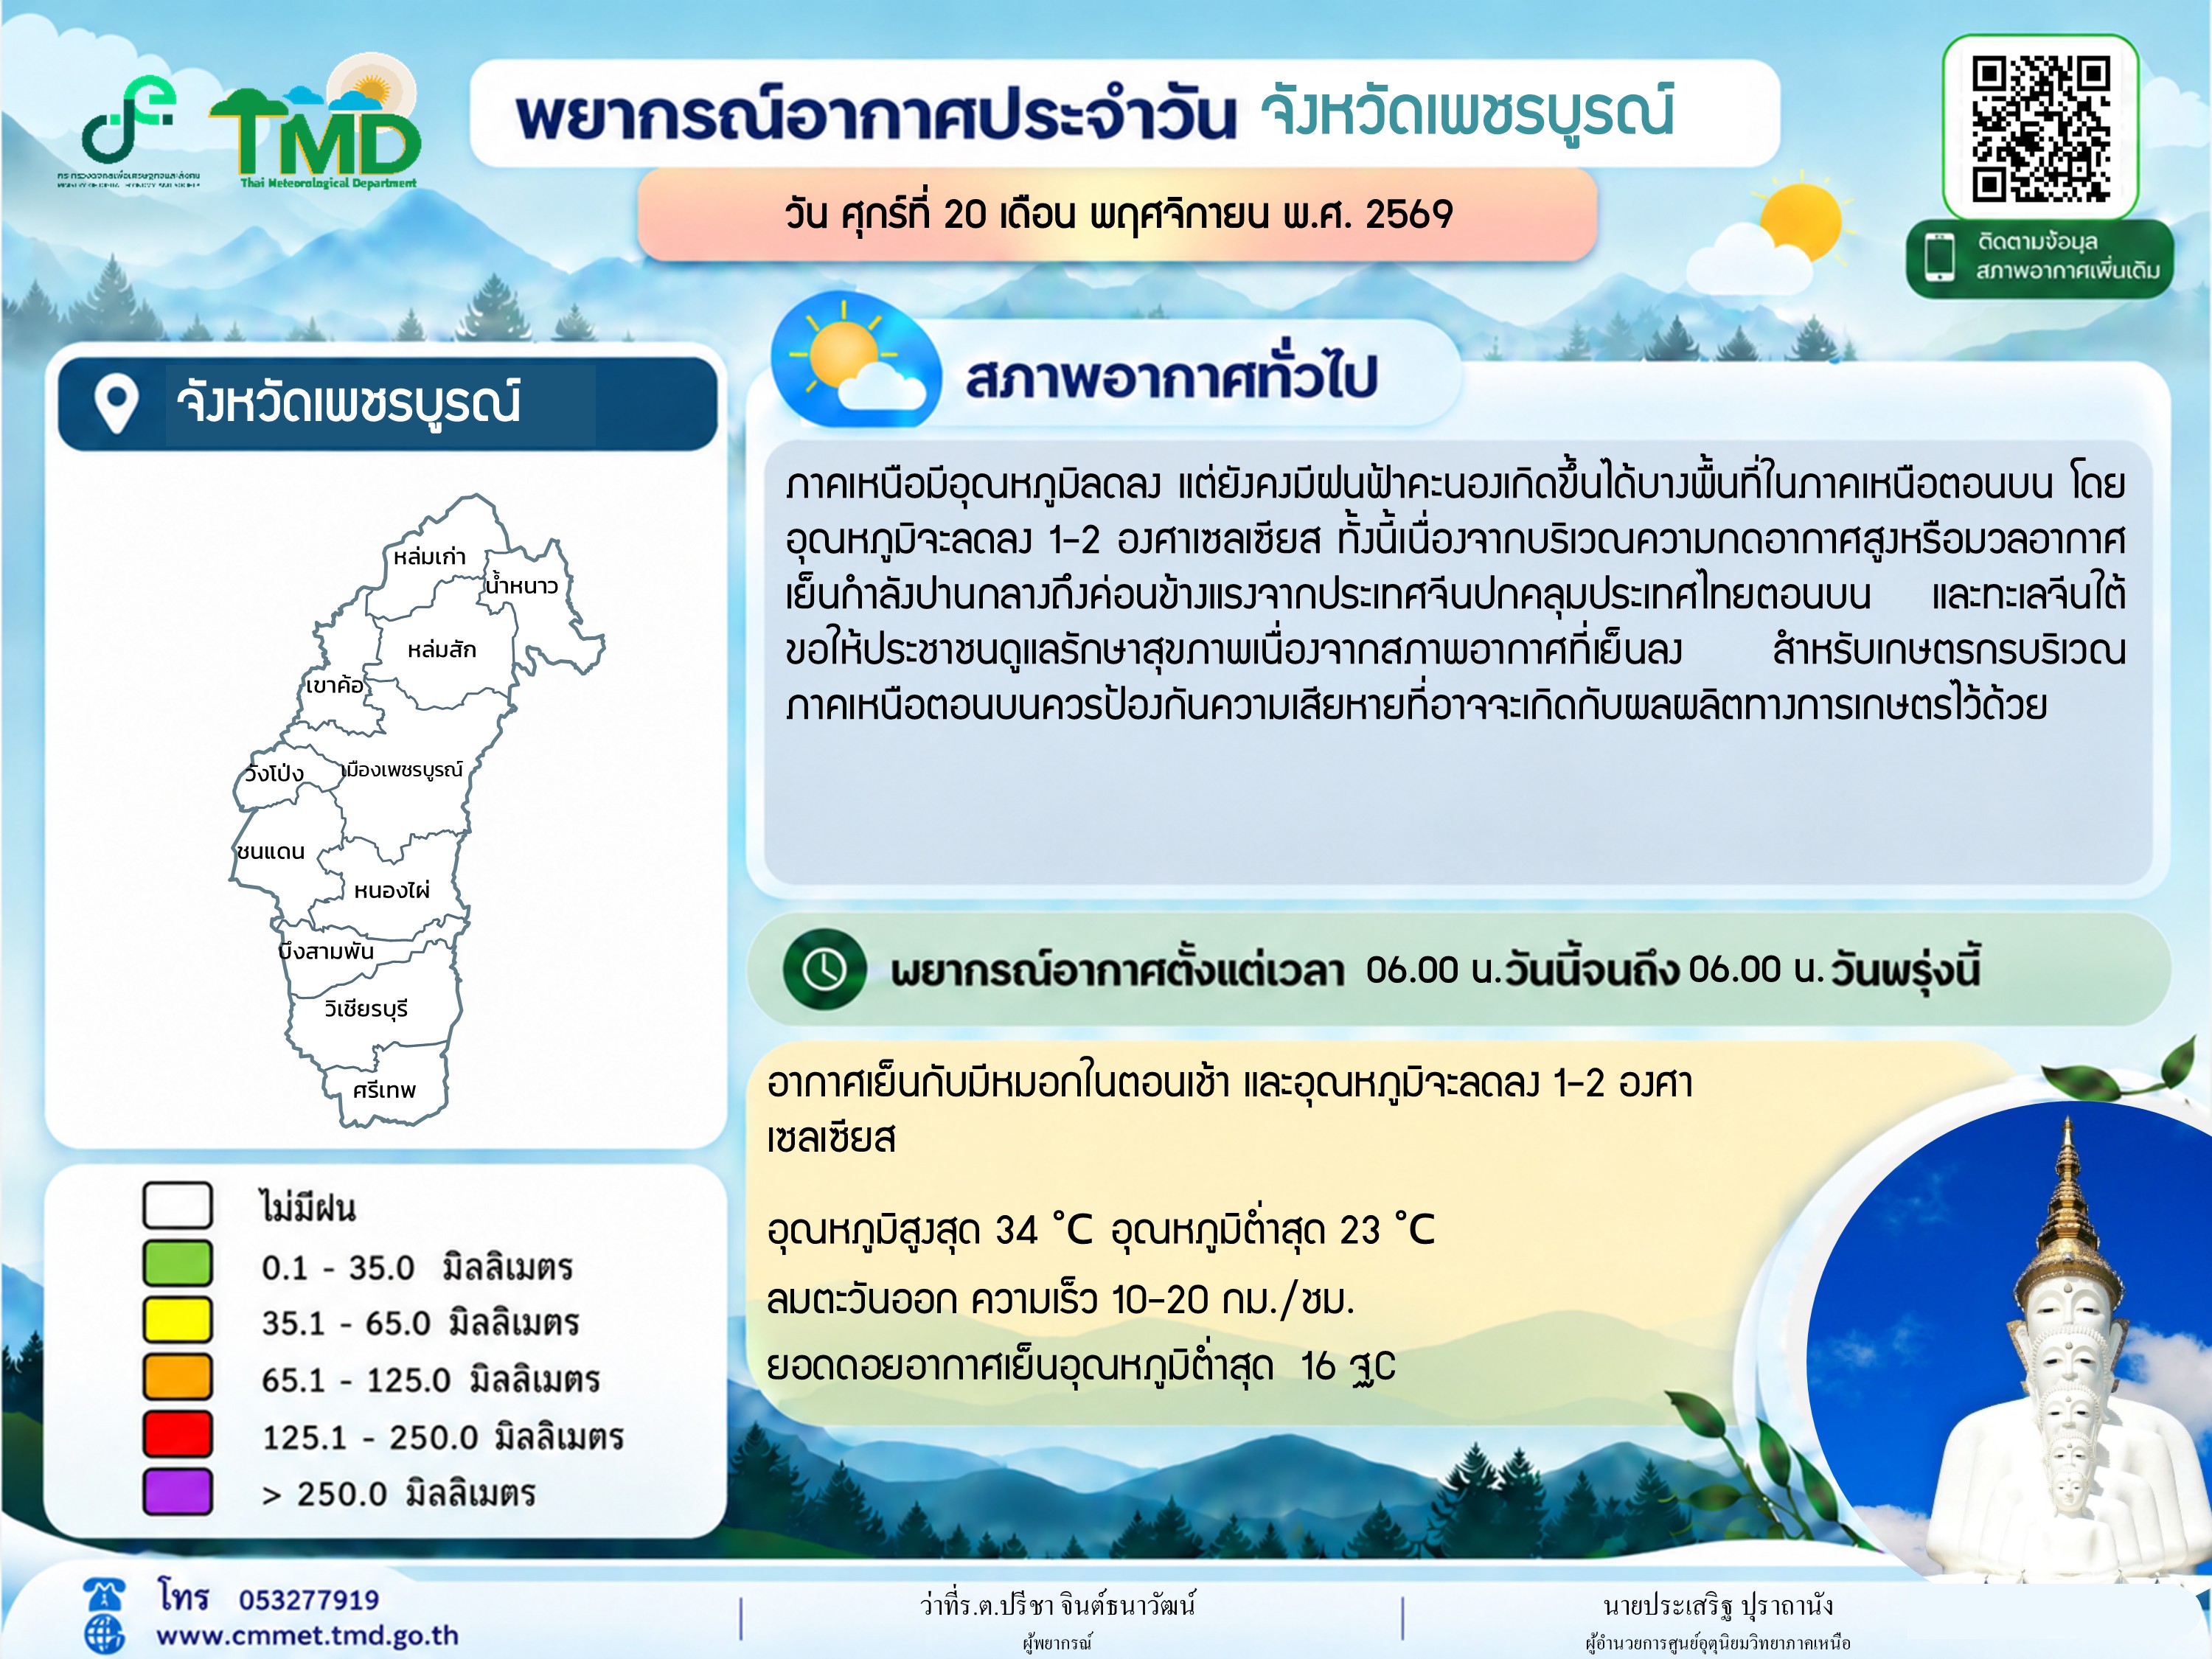 TMD
กระทรวงดิจิทัลเพื่อเศรษฐกิจและสังคม
MINISTRY OF DIGITAL ECONOMY AND SOCIETY
Thai Meteorological Department
พยากรณ์อากาศประจำวัน จังหวัดเพชรบูรณ์
วัน ศุกร์ที่ 20 เดือน พฤศจิกายน พ.ศ. 2569
ติดตามข้อมูล
สภาพอากาศเพิ่มเติม
จังหวัดเพชรบูรณ์
หล่มเก่า
น้ำหนาว
หล่มสัก
เขาค้อ
วังโป่ง
เมืองเพชรบูรณ์
ชนแดน
หนองไผ่
บึงสามพัน
วิเชียรบุรี
ศรีเทพ
ไม่มีฝน
0.1 - 35.0 มิลลิเมตร
35.1 - 65.0 มิลลิเมตร
65.1 - 125.0 มิลลิเมตร
125.1 - 250.0 มิลลิเมตร
> 250.0 มิลลิเมตร
สภาพอากาศทั่วไป
ภาคเหนือมีอุณหภูมิลดลง แต่ยังคงมีฝนฟ้าคะนองเกิดขึ้นได้บางพื้นที่ในภาคเหนือตอนบน โดย
อุณหภูมิจะลดลง 1-2 องศาเซลเซียส ทั้งนี้เนื่องจากบริเวณความกดอากาศสูงหรือมวลอากาศ
เย็นกำลังปานกลางถึงค่อนข้างแรงจากประเทศจีนปกคลุมประเทศไทยตอนบน และทะเลจีนใต้
ขอให้ประชาชนดูแลรักษาสุขภาพเนื่องจากสภาพอากาศที่เย็นลง สำหรับเกษตรกรบริเวณ
ภาคเหนือตอนบนควรป้องกันความเสียหายที่อาจจะเกิดกับผลผลิตทางการเกษตรไว้ด้วย
พยากรณ์อากาศตั้งแต่เวลา 06.00 น. วันนี้จนถึง 06.00 น. วันพรุ่งนี้
อากาศเย็นกับมีหมอกในตอนเช้า และอุณหภูมิจะลดลง 1-2 องศา
เซลเซียส
อุณหภูมิสูงสุด 34 °C อุณหภูมิต่ำสุด 23 °C
ลมตะวันออก ความเร็ว 10-20 กม./ชม.
ยอดดอยอากาศเย็นอุณหภูมิต่ำสุด 16 ฐC
โทร 053277919
www.cmmet.tmd.go.th
ว่าที่ร.ต.ปรีชา จินต์ธนาวัฒน์
ผู้พยากรณ์
นายประเสริฐ ปุราถานัง
ผู้อำนวยการศูนย์อุตุนิยมวิทยาภาคเหนือ